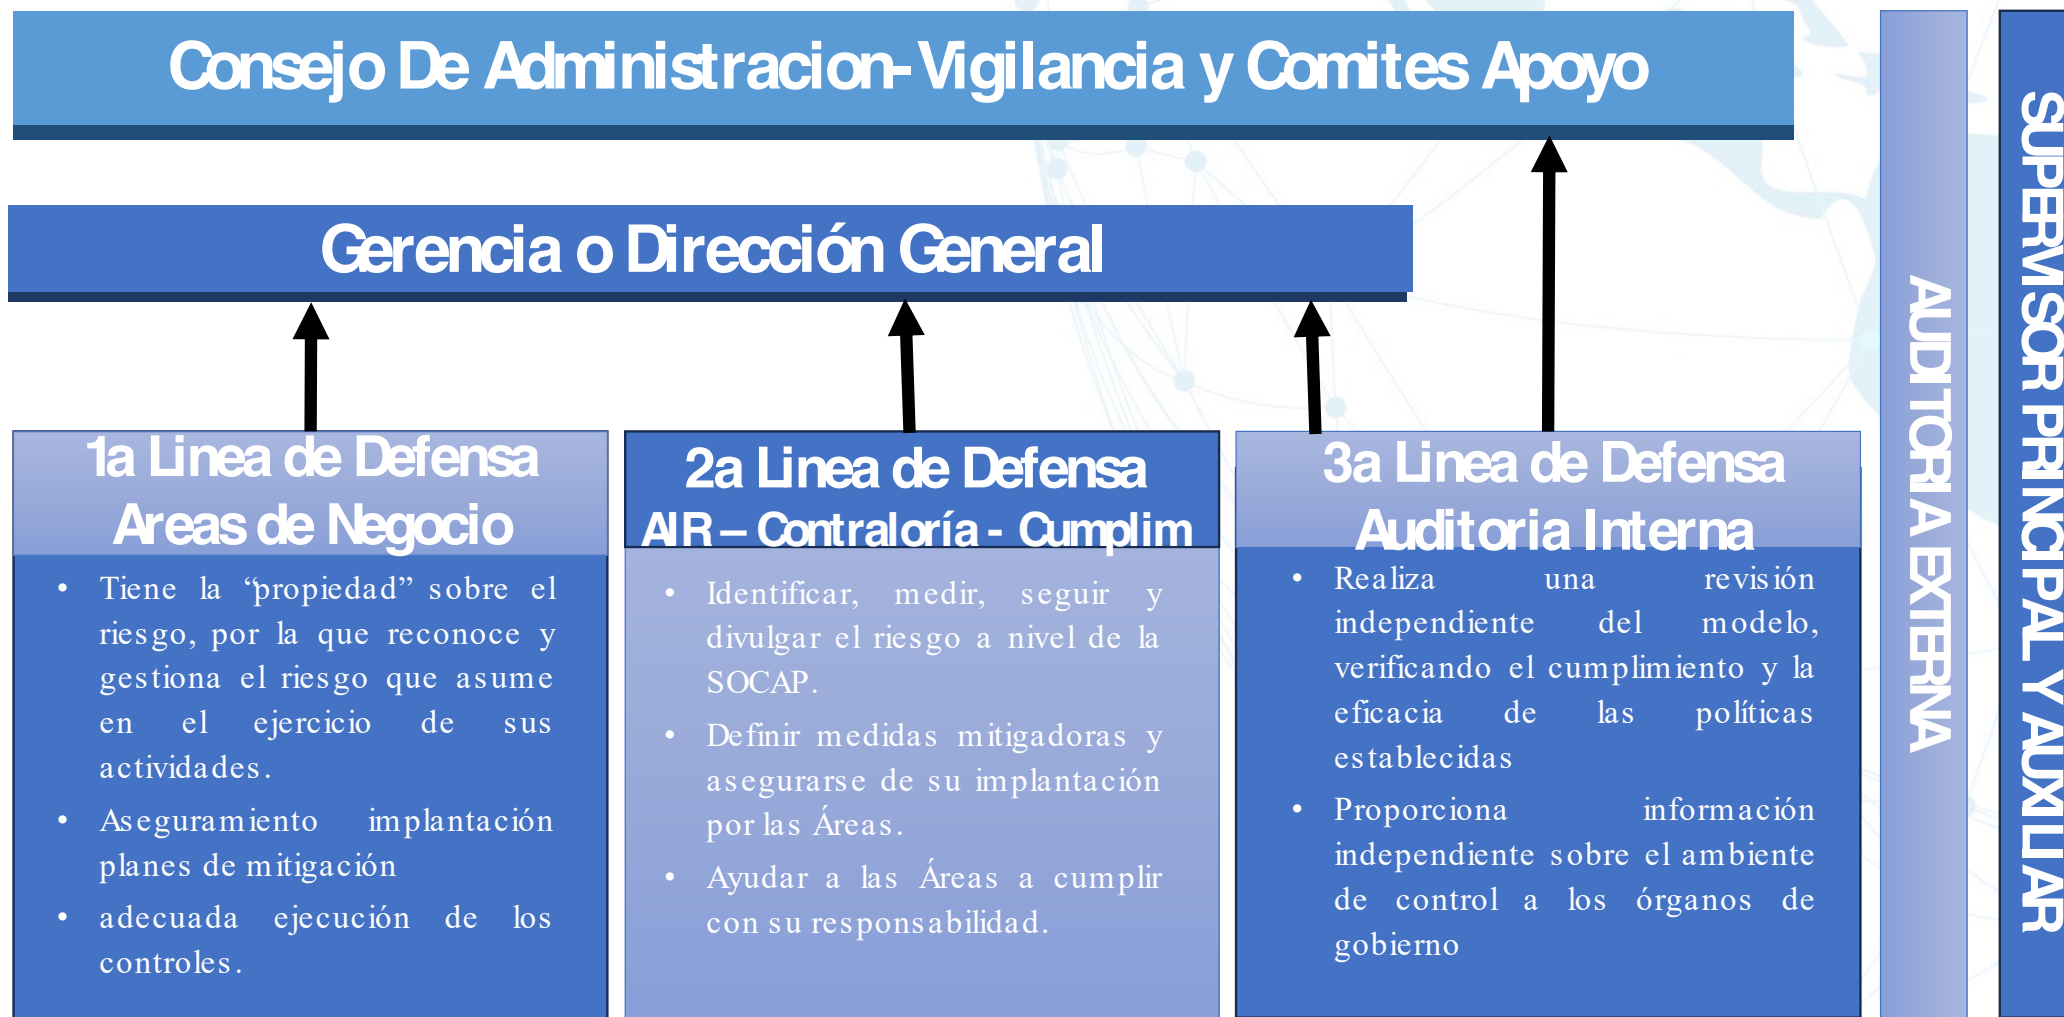 Consejo De Administracion-Vigilancia y Comites Apoyo
Gerencia o Dirección General
1a Linea de Defensa
Areas de Negocio
• Tiene la “propiedad” sobre el
riesgo, por la que reconoce y
gestiona el riesgo que asume
en el ejercicio de sus
actividades.
• Aseguramiento implantación
planes de mitigación
• adecuada ejecución de los
controles.
2a Linea de Defensa
AIR – Contraloría - Cumplim
• Identificar, medir, seguir y
divulgar el riesgo a nivel de la
SOCAP.
• Definir medidas mitigadoras y
asegurarse de su implantación
por las Áreas.
• Ayudar a las Áreas a cumplir
con su responsabilidad.
3a Linea de Defensa
Auditoria Interna
• Realiza una revisión
independiente del modelo,
verificando el cumplimiento y la
eficacia de las políticas
establecidas
• Proporciona información
independiente sobre el ambiente
de control a los órganos de
gobierno
AUDITORIA EXTERNA
SUPERVISOR PRINCIPAL Y AUXILIAR